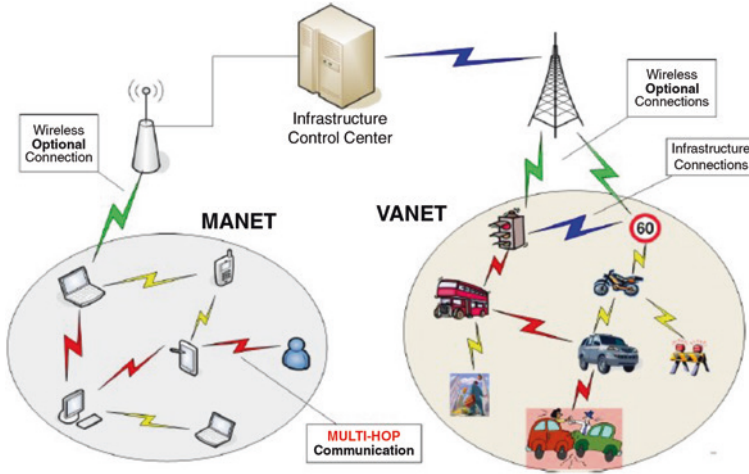 Infrastructure
Control Center
Wireless
Optional
Connection
Wireless
Optional
Connections
Infrastructure
Connections
MANET
VANET
60
MULTI-HOP
Communication